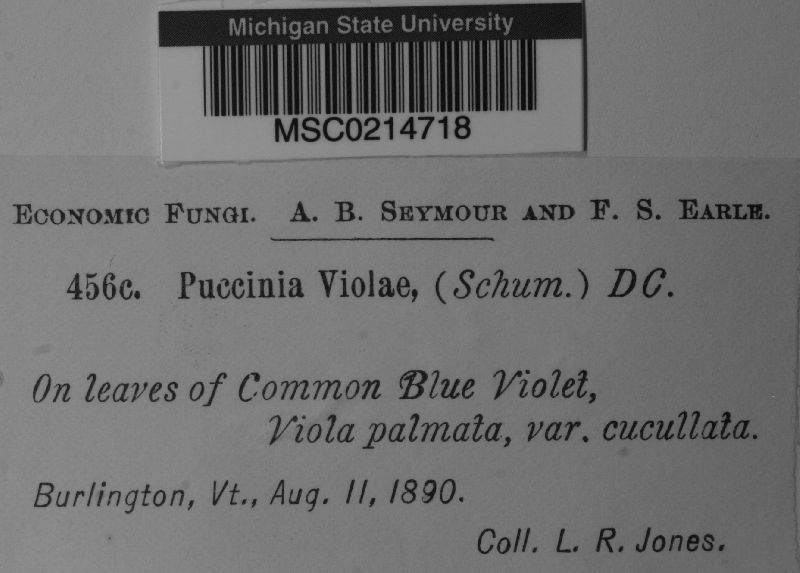 Michigan State University
MSC0214718
Economic Fungi. A. B. Seymour and F. S. Earle.
456c. Puccinia Violae, (Schum.) DC.
On leaves of Common Blue Violet,
Viola palmata, var. cucullata.
Burlington, Vt., Aug. 11, 1890.
Coll. L. R. Jones.